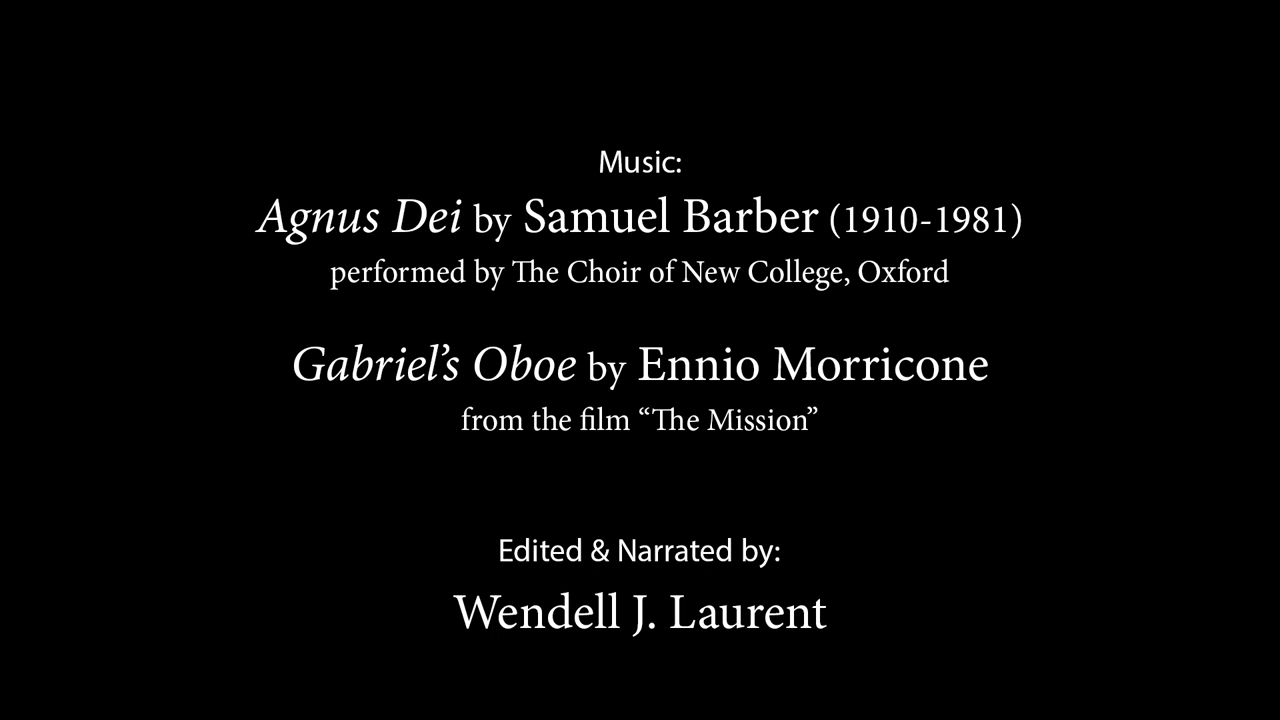 Music:
Agnus Dei by Samuel Barber (1910-1981)
performed by The Choir of New College, Oxford
Gabriel’s Oboe by Ennio Morricone
from the film “The Mission”
Edited & Narrated by:
Wendell J. Laurent